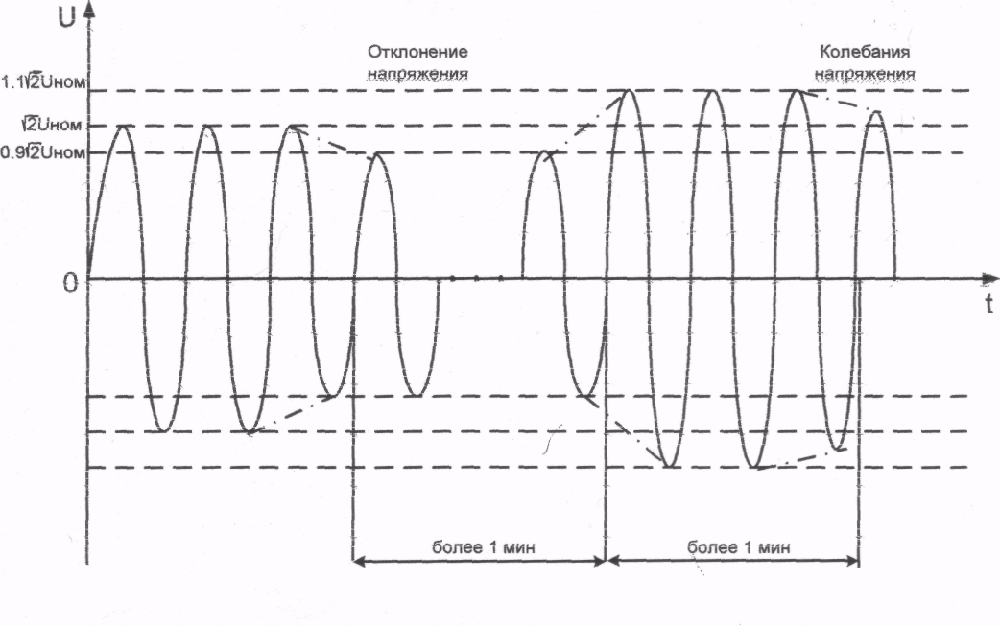 U
Отклонение
напряжения
Колебания
напряжения
1.1√2Uном
√2Uном
0.9√2Uном
0
t
более 1 мин
более 1 мин